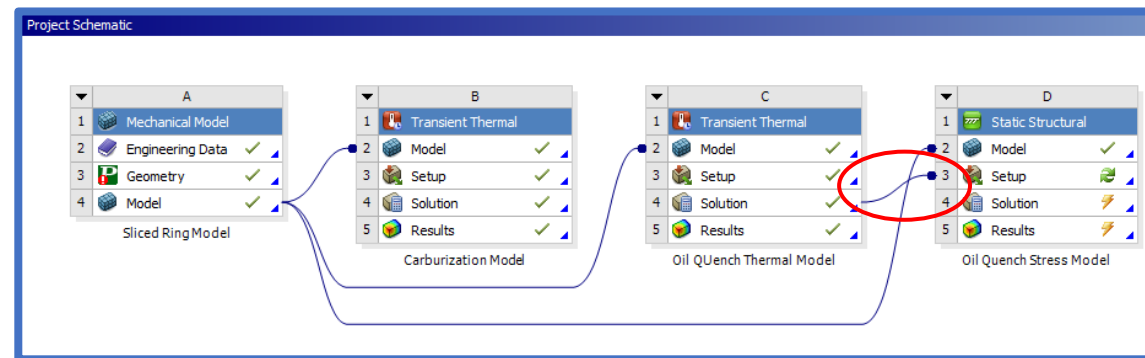 Project Schematic
A
1 Mechanical Model
2 Engineering Data
3 Geometry
4 Model
Sliced Ring Model
B
1 Transient Thermal
2 Model
3 Setup
4 Solution
5 Results
Carburization Model
C
1 Transient Thermal
2 Model
3 Setup
4 Solution
5 Results
Oil QUench Thermal Model
D
1 Static Structural
2 Model
3 Setup
4 Solution
5 Results
Oil Quench Stress Model